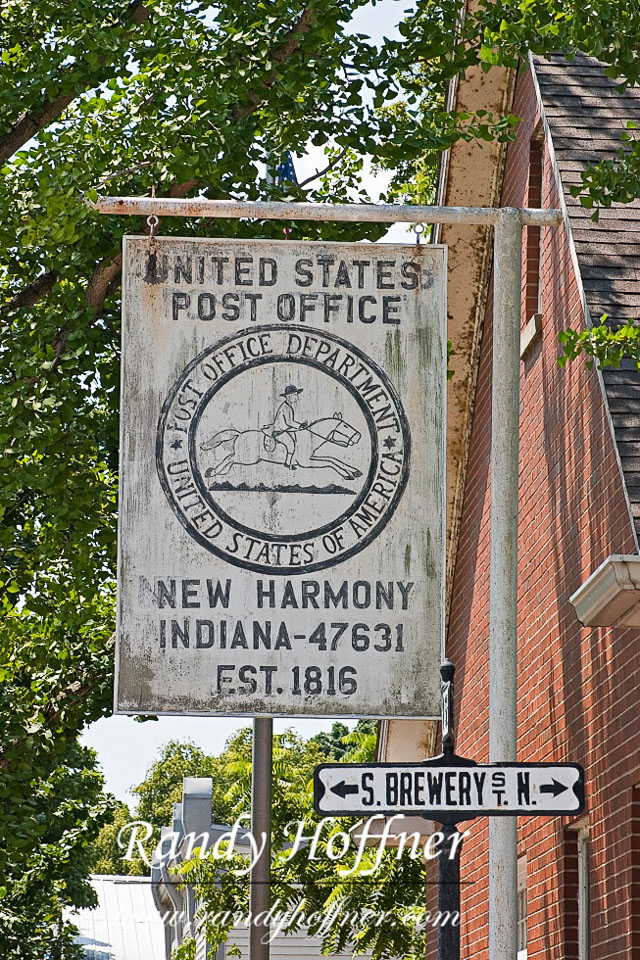 UNITED STATES
POST OFFICE
POST OFFICE DEPARTMENT
★ UNITED STATES OF AMERICA ★
NEW HARMONY
INDIANA-47631
EST. 1816
← S. BREWERY ST. N. →
Randy Hoffner
www.randyhoffner.com